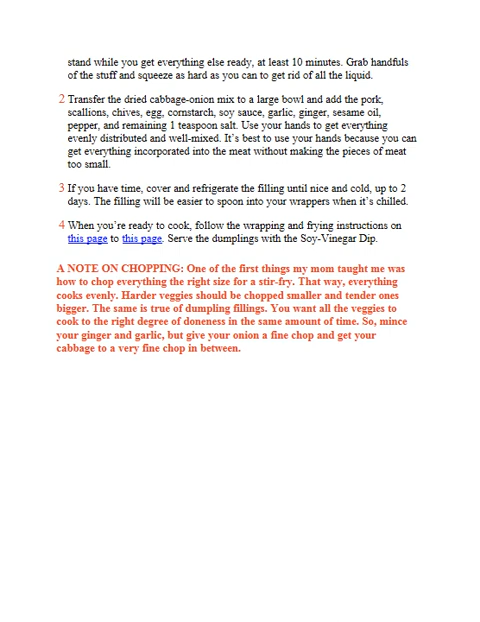 stand while you get everything else ready, at least 10 minutes. Grab handfuls
of the stuff and squeeze as hard as you can to get rid of all the liquid.
2 Transfer the dried cabbage-onion mix to a large bowl and add the pork,
scallions, chives, egg, cornstarch, soy sauce, garlic, ginger, sesame oil,
pepper, and remaining 1 teaspoon salt. Use your hands to get everything
evenly distributed and well-mixed. It’s best to use your hands because you can
get everything incorporated into the meat without making the pieces of meat
too small.
3 If you have time, cover and refrigerate the filling until nice and cold, up to 2
days. The filling will be easier to spoon into your wrappers when it’s chilled.
4 When you’re ready to cook, follow the wrapping and frying instructions on
this page to this page. Serve the dumplings with the Soy-Vinegar Dip.
A NOTE ON CHOPPING: One of the first things my mom taught me was
how to chop everything the right size for a stir-fry. That way, everything
cooks evenly. Harder veggies should be chopped smaller and tender ones
bigger. The same is true of dumpling fillings. You want all the veggies to
cook to the right degree of doneness in the same amount of time. So, mince
your ginger and garlic, but give your onion a fine chop and get your
cabbage to a very fine chop in between.